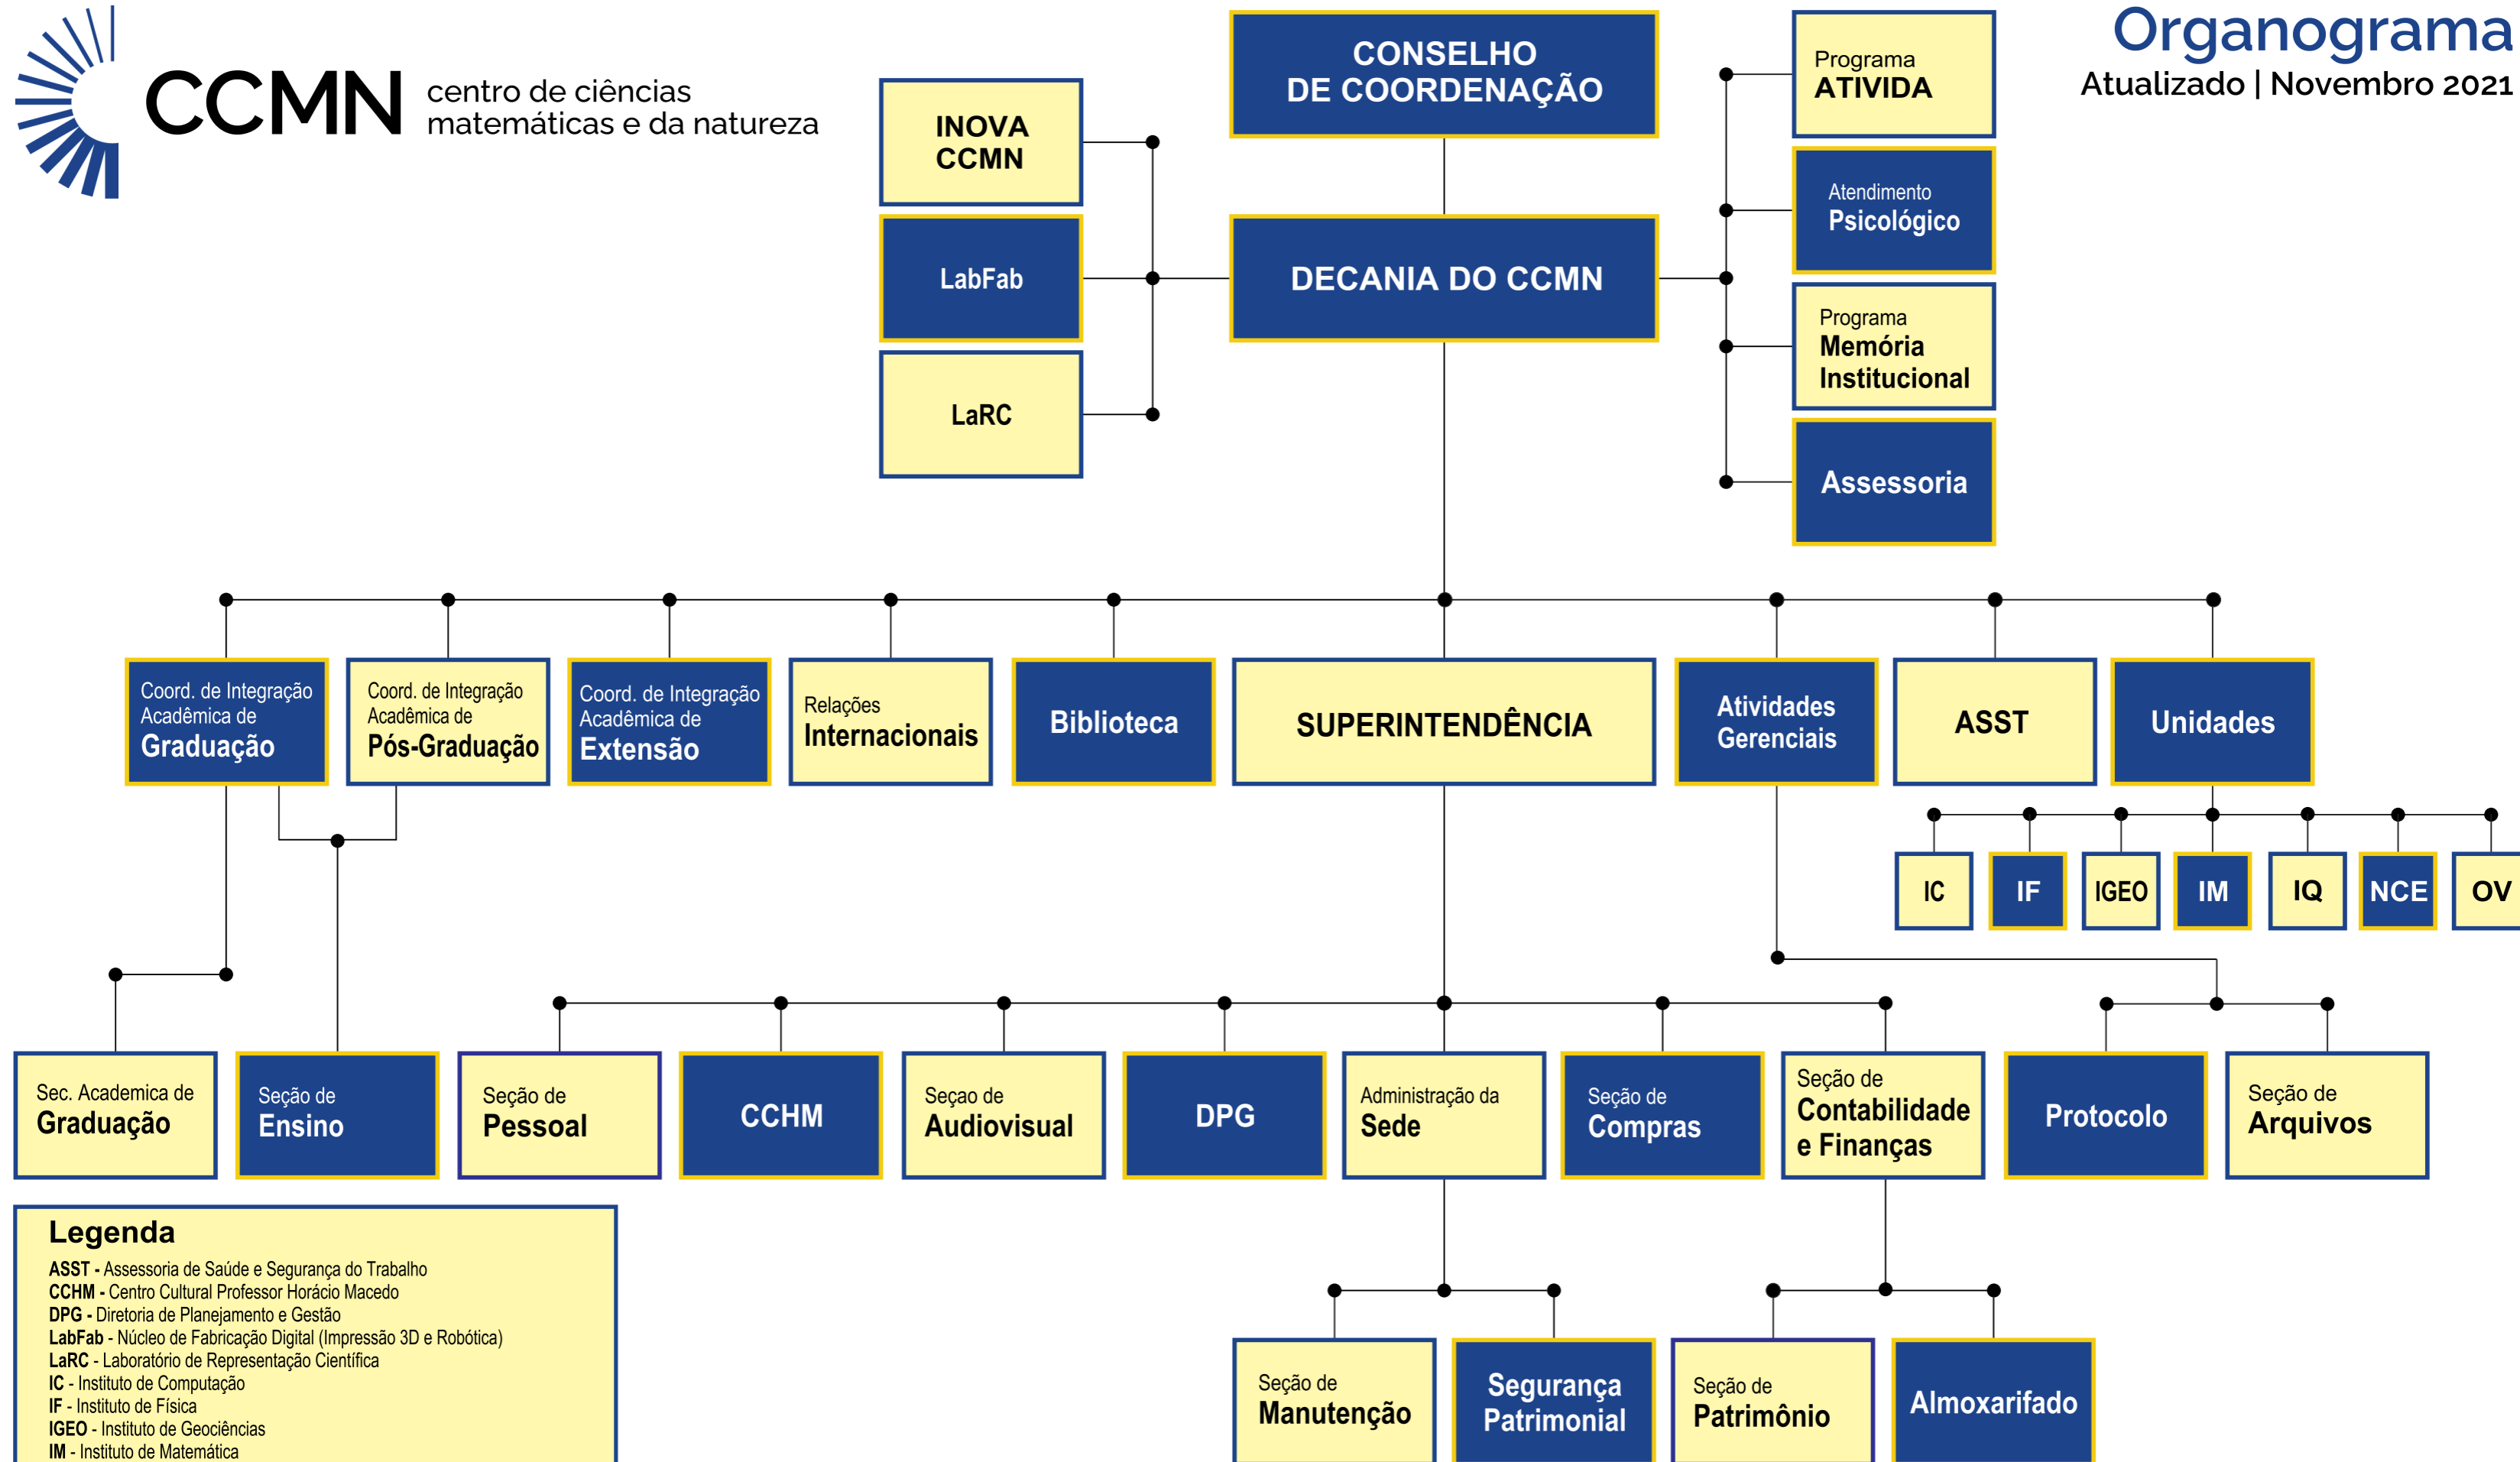 CCMN
centro de ciências
matemáticas e da natureza
Organograma
Atualizado | Novembro 2021
CONSELHO
DE COORDENAÇÃO
INOVA
CCMN
LabFab
LaRC
DECANIA DO CCMN
Programa
ATIVIDA
Atendimento
Psicológico
Programa
Memória
Institucional
Assessoria
Coord. de Integração
Acadêmica de
Graduação
Coord. de Integração
Acadêmica de
Pós-Graduação
Coord. de Integração
Acadêmica de
Extensão
Relações
Internacionais
Biblioteca
SUPERINTENDÊNCIA
Atividades
Gerenciais
ASST
Unidades
IC
IF
IGEO
IM
IQ
NCE
OV
Sec. Academica de
Graduação
Seção de
Ensino
Seção de
Pessoal
CCHM
Seçao de
Audiovisual
DPG
Administração da
Sede
Seção de
Compras
Seção de
Contabilidade
e Finanças
Protocolo
Seção de
Arquivos
Seção de
Manutenção
Segurança
Patrimonial
Seção de
Patrimônio
Almoxarifado
Legenda
ASST - Assessoria de Saúde e Segurança do Trabalho
CCHM - Centro Cultural Professor Horácio Macedo
DPG - Diretoria de Planejamento e Gestão
LabFab - Núcleo de Fabricação Digital (Impressão 3D e Robótica)
LaRC - Laboratório de Representação Científica
IC - Instituto de Computação
IF - Instituto de Física
IGEO - Instituto de Geociências
IM - Instituto de Matemática